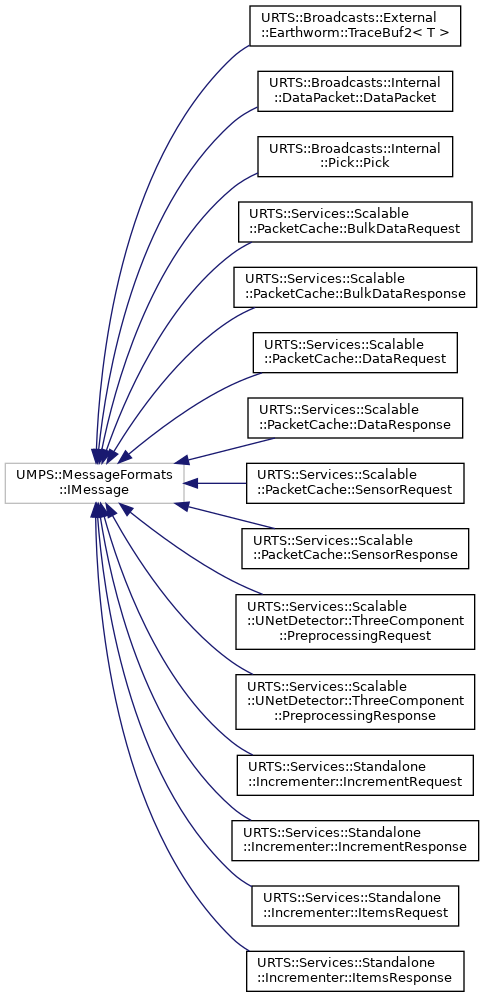 URTS::Broadcasts::External
::Earthworm::TraceBuf2< T >
URTS::Broadcasts::Internal
::DataPacket::DataPacket
URTS::Broadcasts::Internal
::Pick::Pick
URTS::Services::Scalable
::PacketCache::BulkDataRequest
URTS::Services::Scalable
::PacketCache::BulkDataResponse
URTS::Services::Scalable
::PacketCache::DataRequest
URTS::Services::Scalable
::PacketCache::DataResponse
UMPS::MessageFormats
::IMessage
URTS::Services::Scalable
::PacketCache::SensorRequest
URTS::Services::Scalable
::PacketCache::SensorResponse
URTS::Services::Scalable
::UNetDetector::ThreeComponent
::PreprocessingRequest
URTS::Services::Scalable
::UNetDetector::ThreeComponent
::PreprocessingResponse
URTS::Services::Standalone
::Incrementer::IncrementRequest
URTS::Services::Standalone
::Incrementer::IncrementResponse
URTS::Services::Standalone
::Incrementer::ItemsRequest
URTS::Services::Standalone
::Incrementer::ItemsResponse